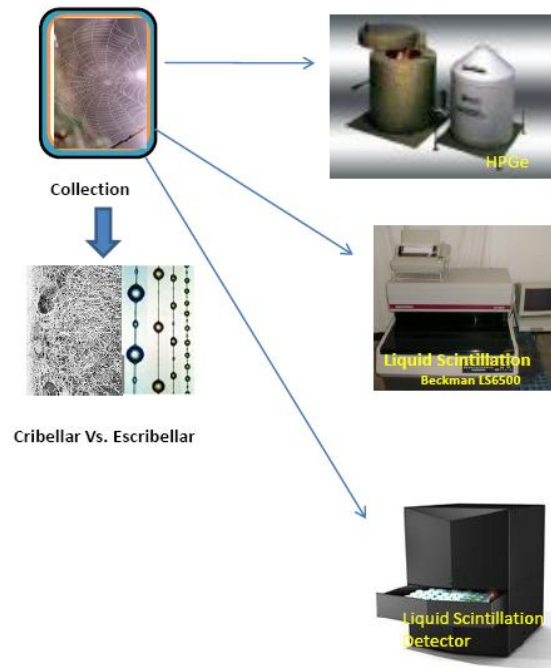 HPGe
Collection
Liquid Scintillation
Beckman LS6500
Cribellar Vs. Escribellar
Liquid Scintillation
Detector